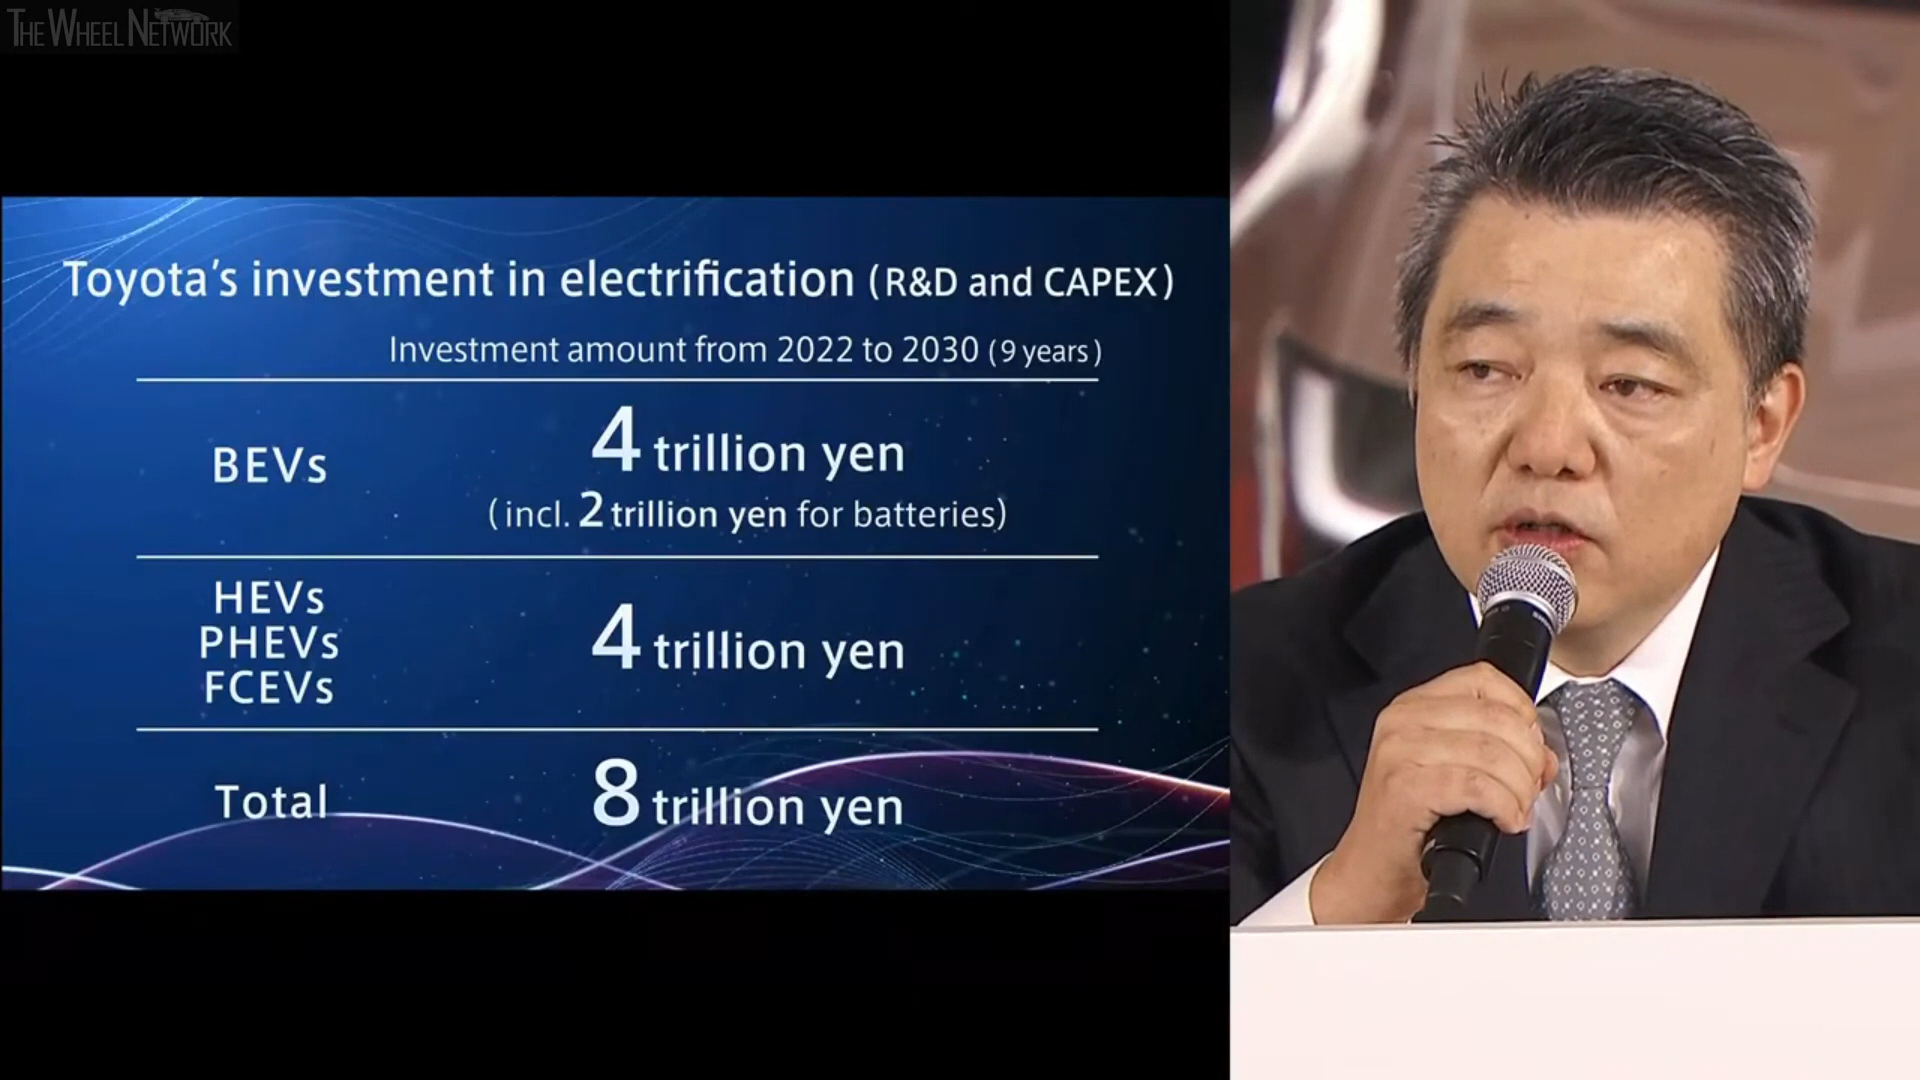 THE WHEEL NETWORK
Toyota's investment in electrification (R&D and CAPEX)
Investment amount from 2022 to 2030 (9 years)
BEVs
4 trillion yen
(incl. 2 trillion yen for batteries)
HEVs
PHEVs
FCEVs
4 trillion yen
Total
8 trillion yen